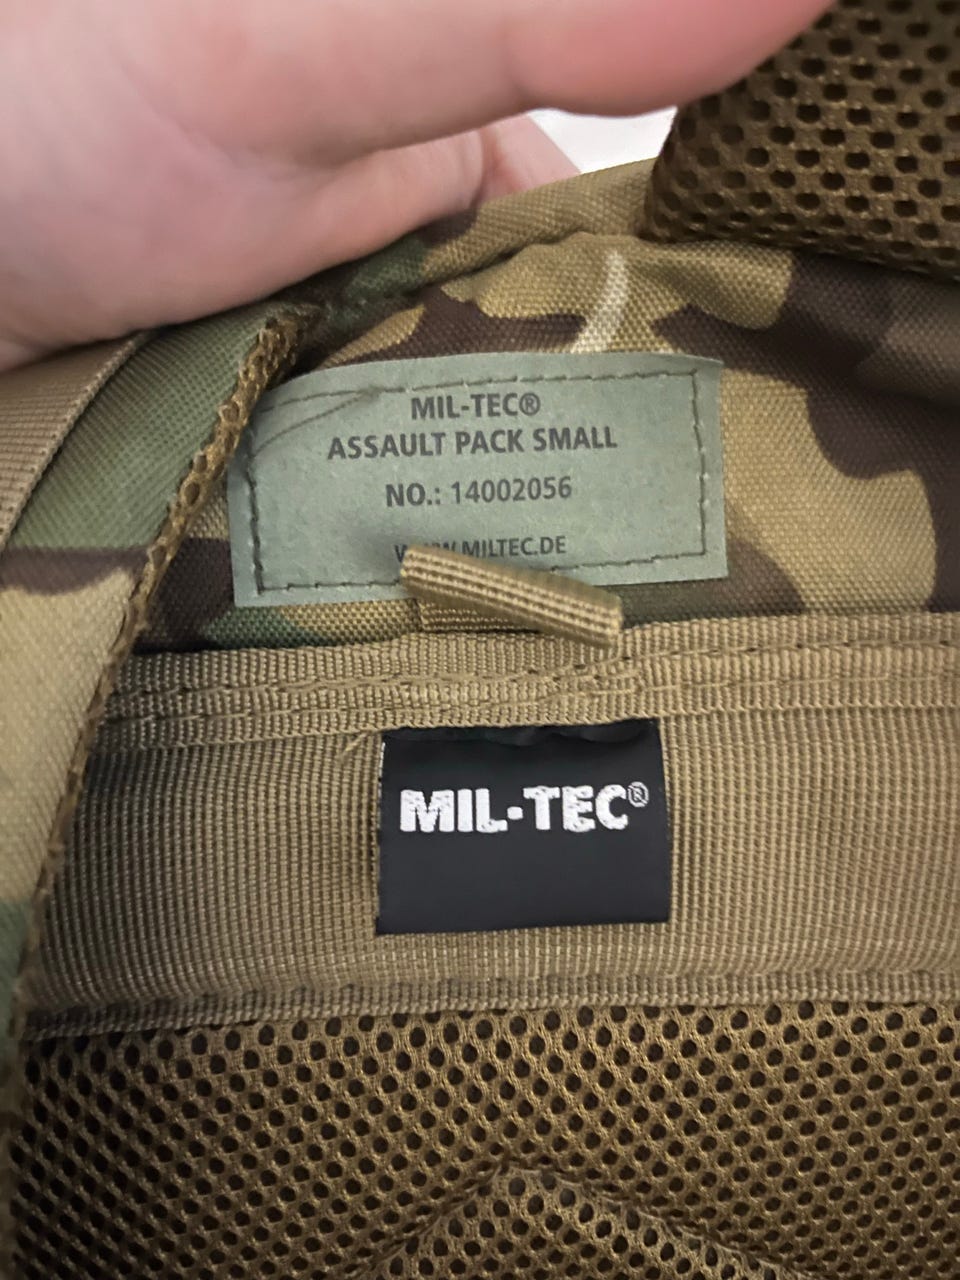 MIL-TEC®
ASSAULT PACK SMALL
NO.: 14002056
WWW.MILTEC.DE
MIL-TEC®